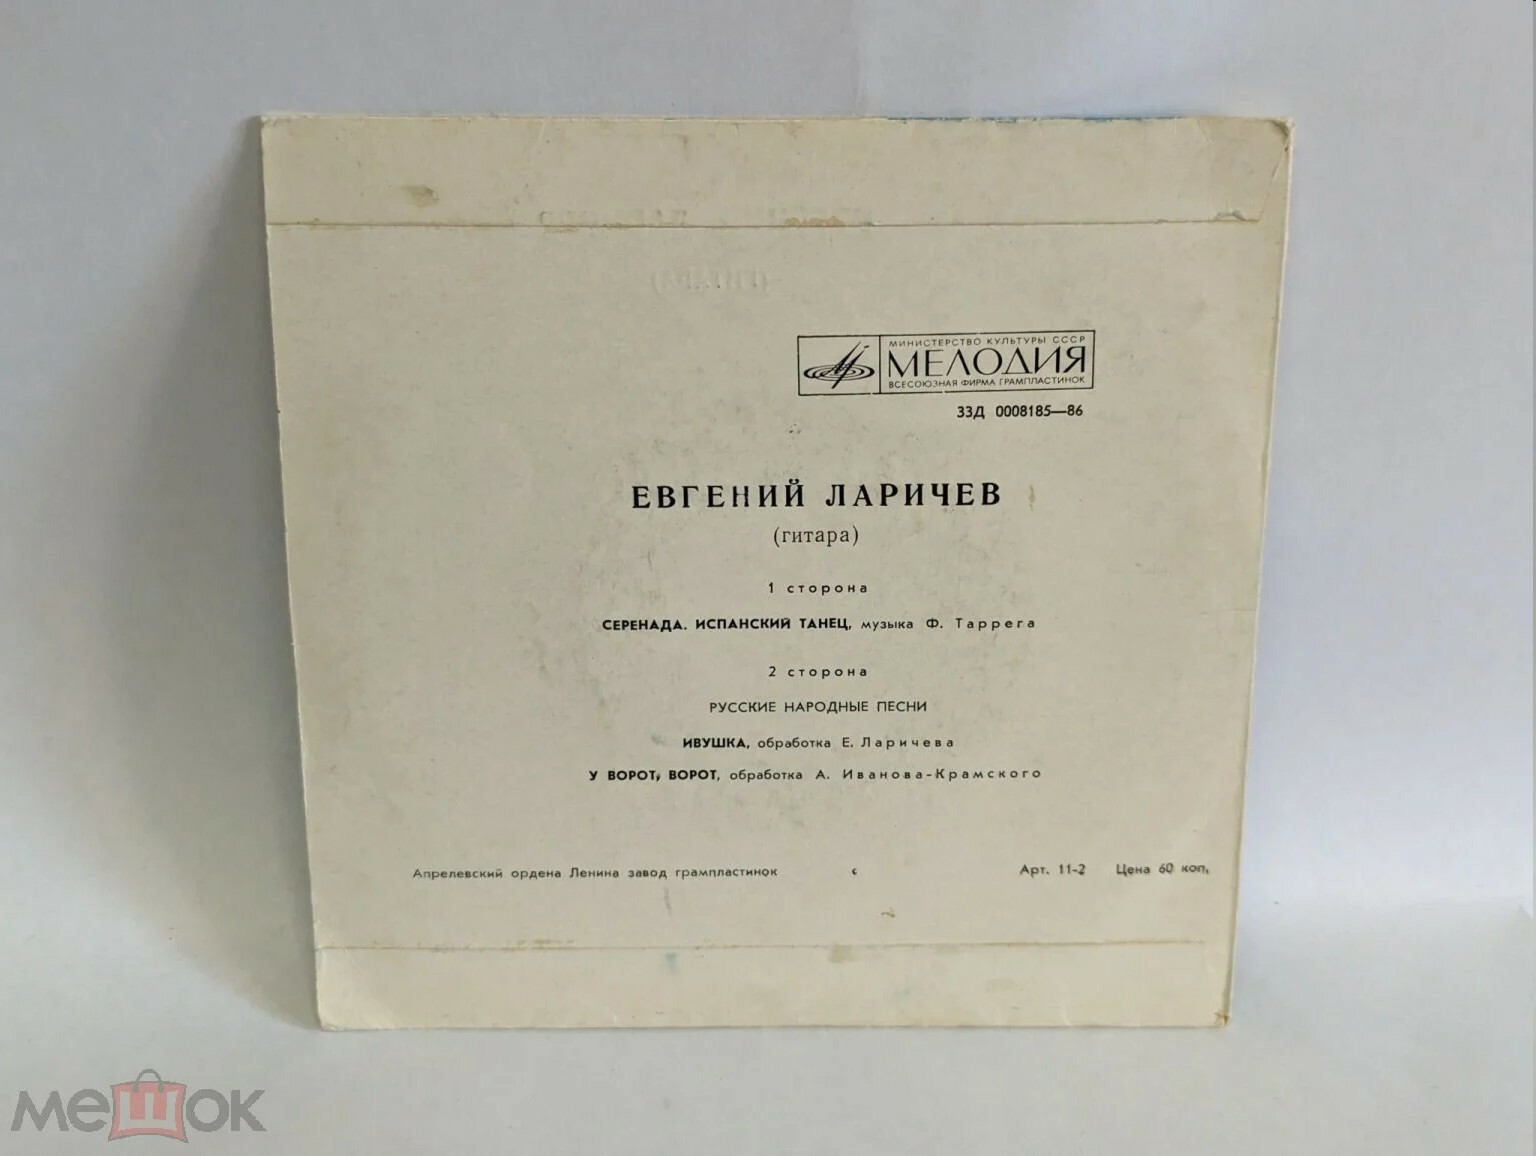 МИНИСТЕРСТВО КУЛЬТУРЫ СССР
МЕЛОДИЯ
ВСЕСОЮЗНАЯ ФИРМА ГРАМПЛАСТИНОК
33Д 0008185—86
ЕВГЕНИЙ ЛАРИЧЕВ
(гитара)
1 сторона
СЕРЕНАДА. ИСПАНСКИЙ ТАНЕЦ, музыка Ф. Таррега
2 сторона
РУССКИЕ НАРОДНЫЕ ПЕСНИ
ИВУШКА, обработка Е. Ларичева
У ВОРОТ, ВОРОТ, обработка А. Иванова-Крамского
Апрелевский ордена Ленина завод грампластинок
Арт. 11-2 Цена 60 коп.
мешок